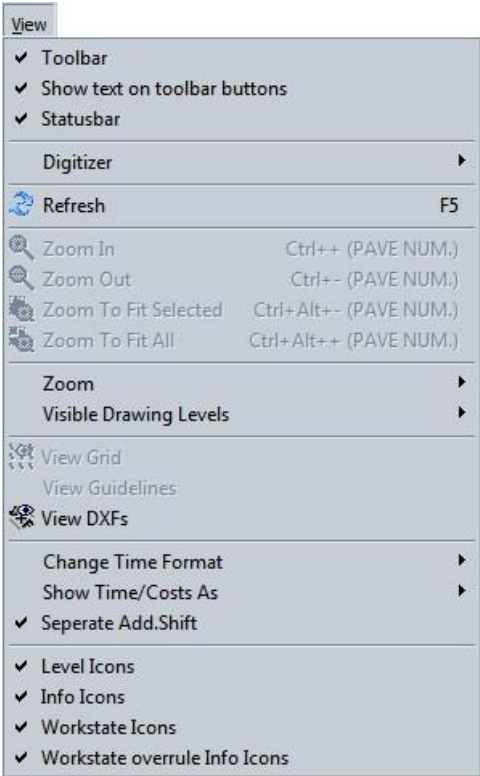 View
Toolbar
Show text on toolbar buttons
Statusbar
Digitizer
Refresh F5
Zoom In Ctrl++ (PAVE NUM.)
Zoom Out Ctrl+- (PAVE NUM.)
Zoom To Fit Selected Ctrl+Alt+- (PAVE NUM.)
Zoom To Fit All Ctrl+Alt++ (PAVE NUM.)
Zoom
Visible Drawing Levels
View Grid
View Guidelines
View DXFs
Change Time Format
Show Time/Costs As
Seperate Add.Shift
Level Icons
Info Icons
Workstate Icons
Workstate overrule Info Icons